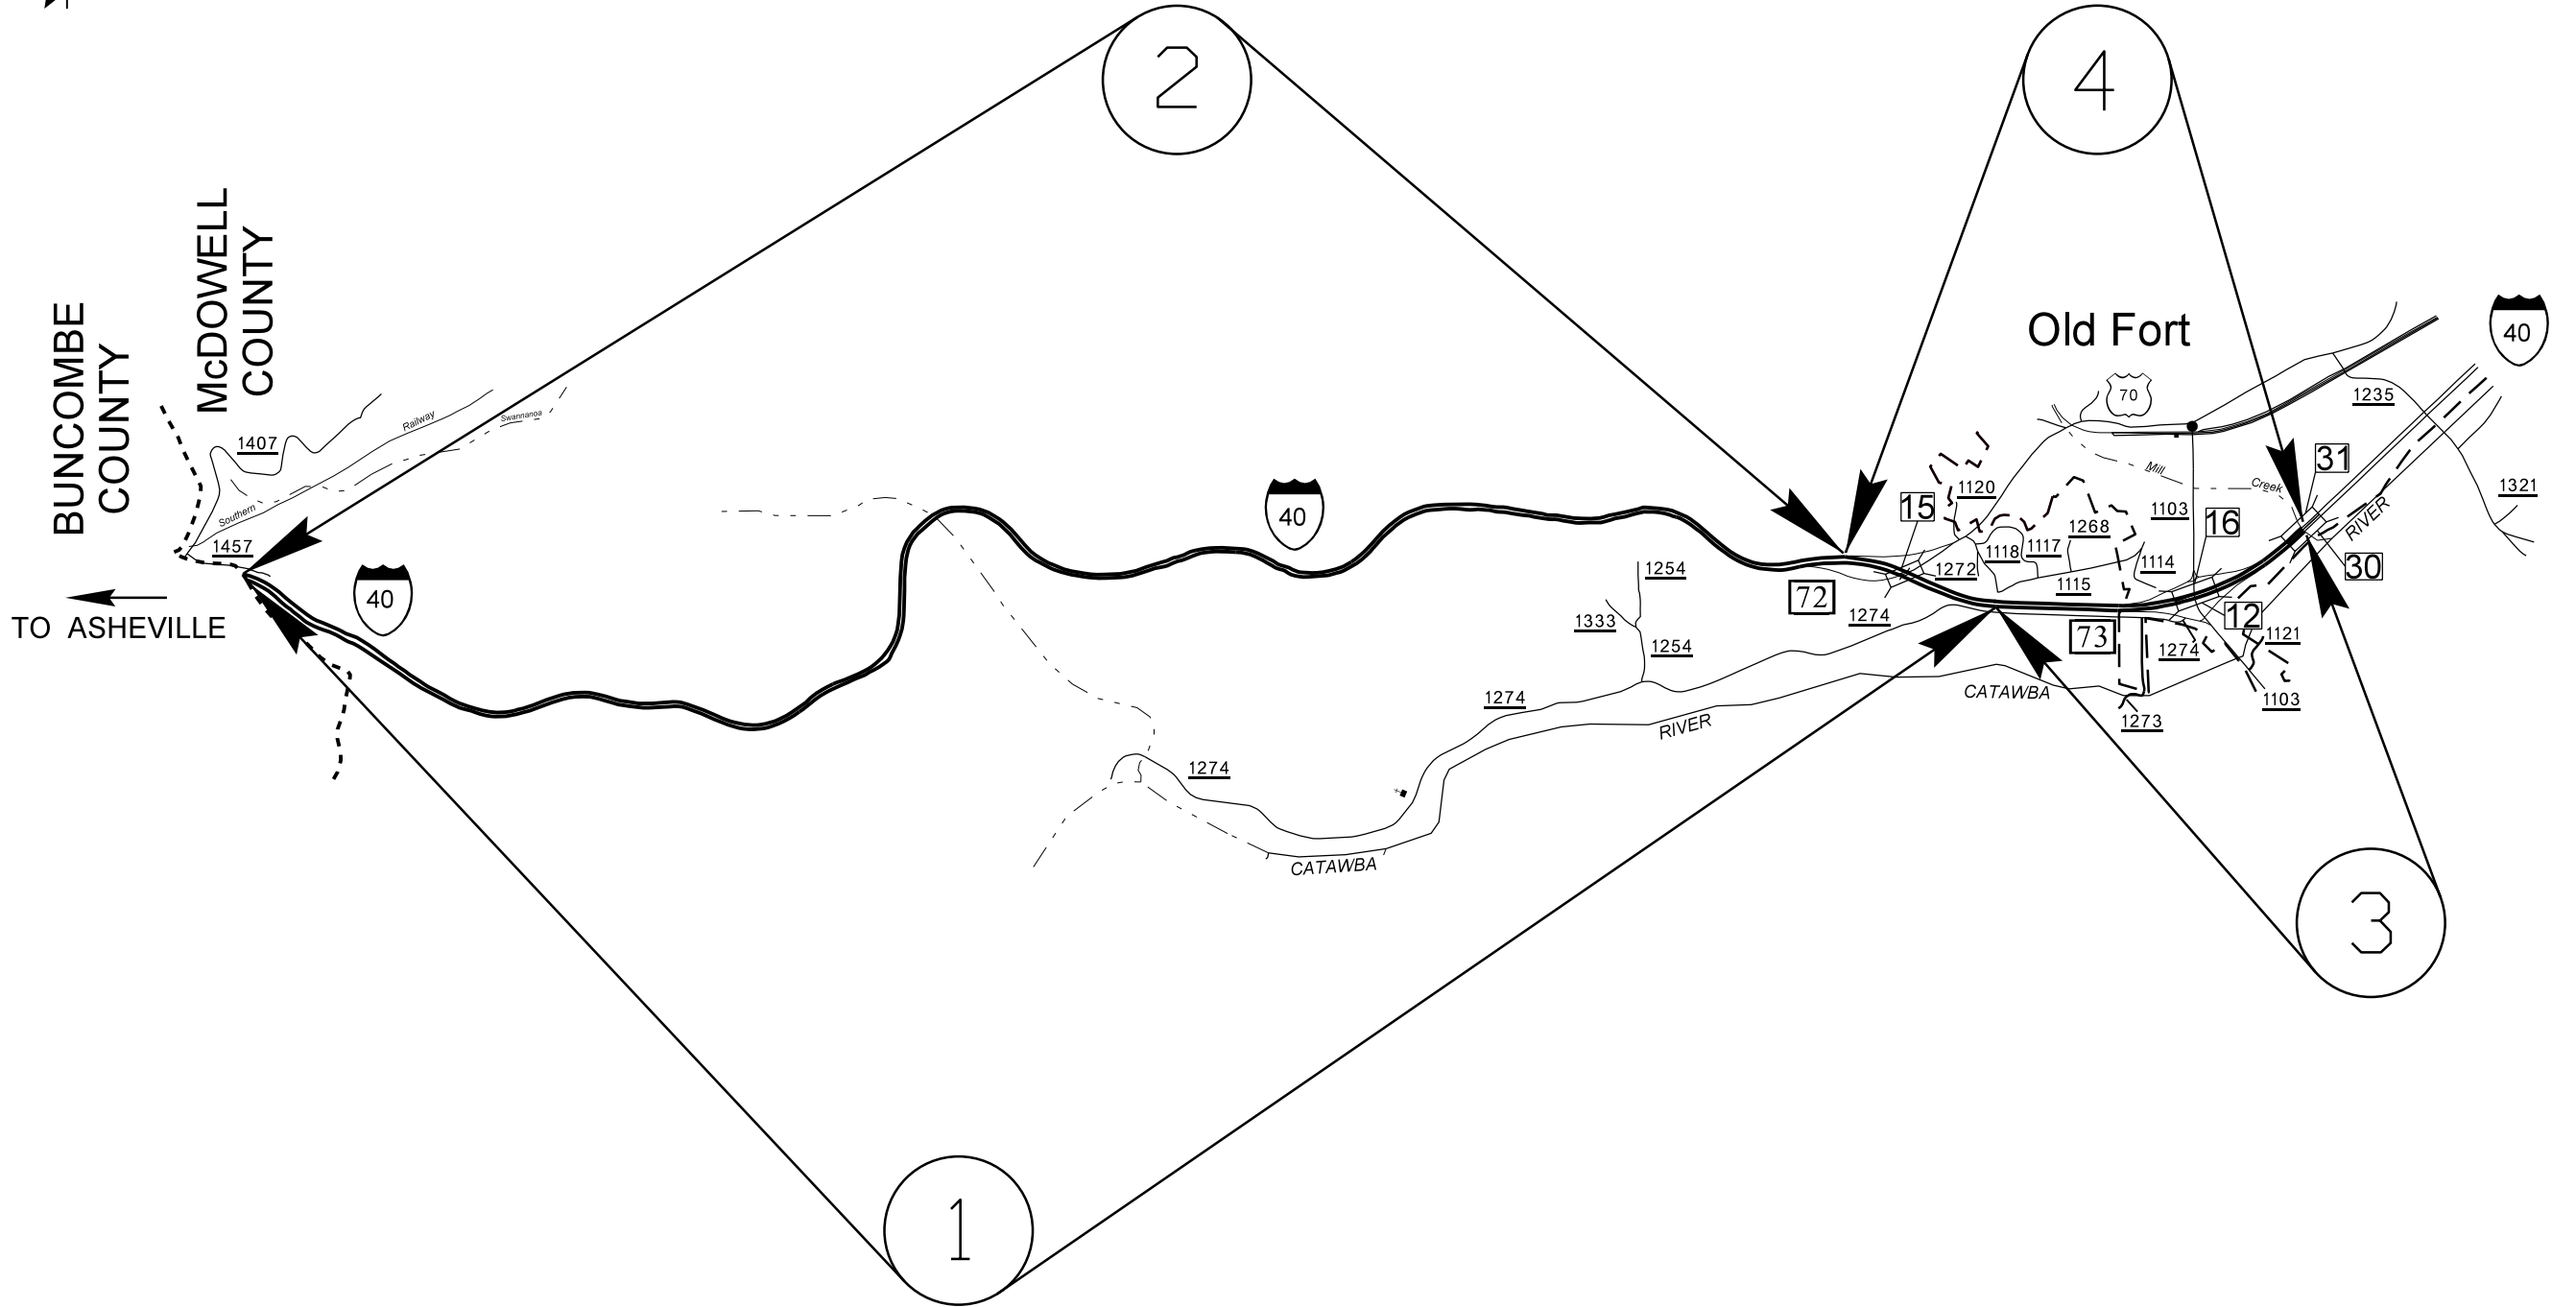 2
4
McDOWELL
COUNTY
BUNCOMBE
COUNTY
Old Fort
40
70
1235
Railway
Swannanoa
1407
31
Mill
Creek
1321
15
1120
1103
16
RIVER
Southern
40
1268
1457
1117
1118
1114
30
1254
1272
1115
40
72
TO ASHEVILLE
1333
1274
12
73
1121
1254
1274
CATAWBA
1274
1103
RIVER
1273
1274
CATAWBA
3
1